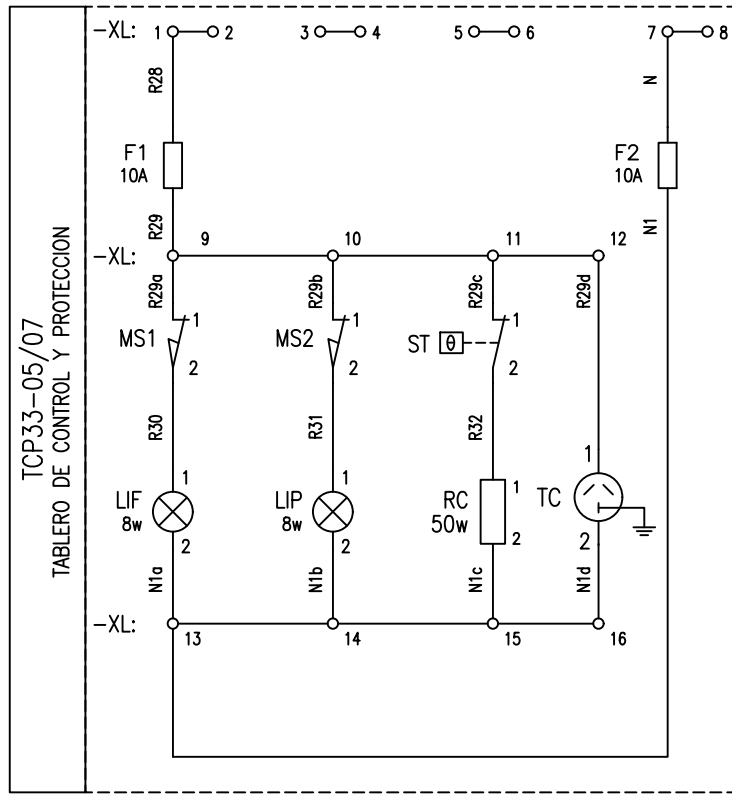 TCP33-05/07
TABLERO DE CONTROL Y PROTECCION
-XL: 1 2 3 4 5 6 7 8
R28 N
F1 F2
10A 10A
R29 N1
9 10 11 12
-XL:
R29a R29b R29c R29d
MS1 1 MS2 1 ST θ 1
2 2 2
R30 R31 R32
1 1 1 1
LIF LIP RC TC
8w 8w 50w
2 2 2 2
N1a N1b N1c N1d
-XL:
13 14 15 16